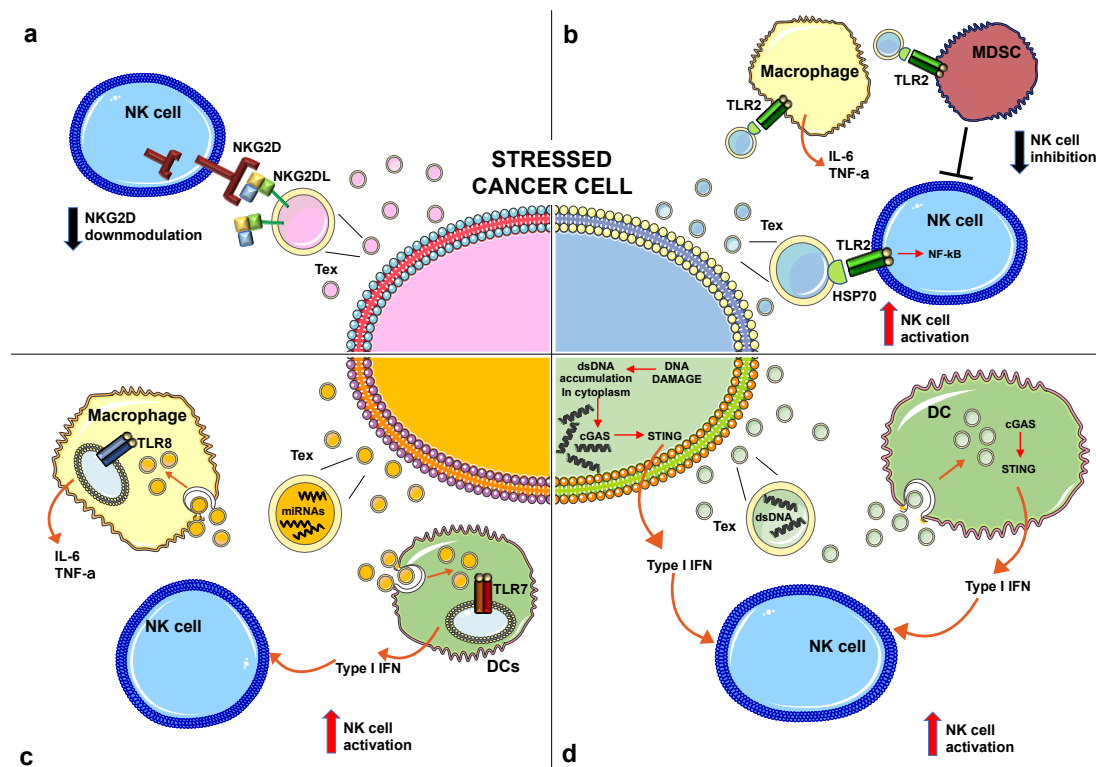 a
NK cell
NKG2D
NKG2DL
NKG2D
downmodulation
Tex
STRESSED
CANCER CELL
b
Macrophage
TLR2
IL-6
TNF-a
MDSC
TLR2
NK cell
inhibition
NK cell
Tex
TLR2
NF-kB
HSP70
NK cell
activation
Macrophage
TLR8
IL-6
TNF-a
Tex
miRNAs
TLR7
DCs
Type I IFN
NK cell
NK cell
activation
c
dsDNA
accumulation
In cytoplasm
DNA
DAMAGE
cGAS
STING
Tex
dsDNA
DC
cGAS
STING
Type I IFN
Type I IFN
NK cell
NK cell
activation
d